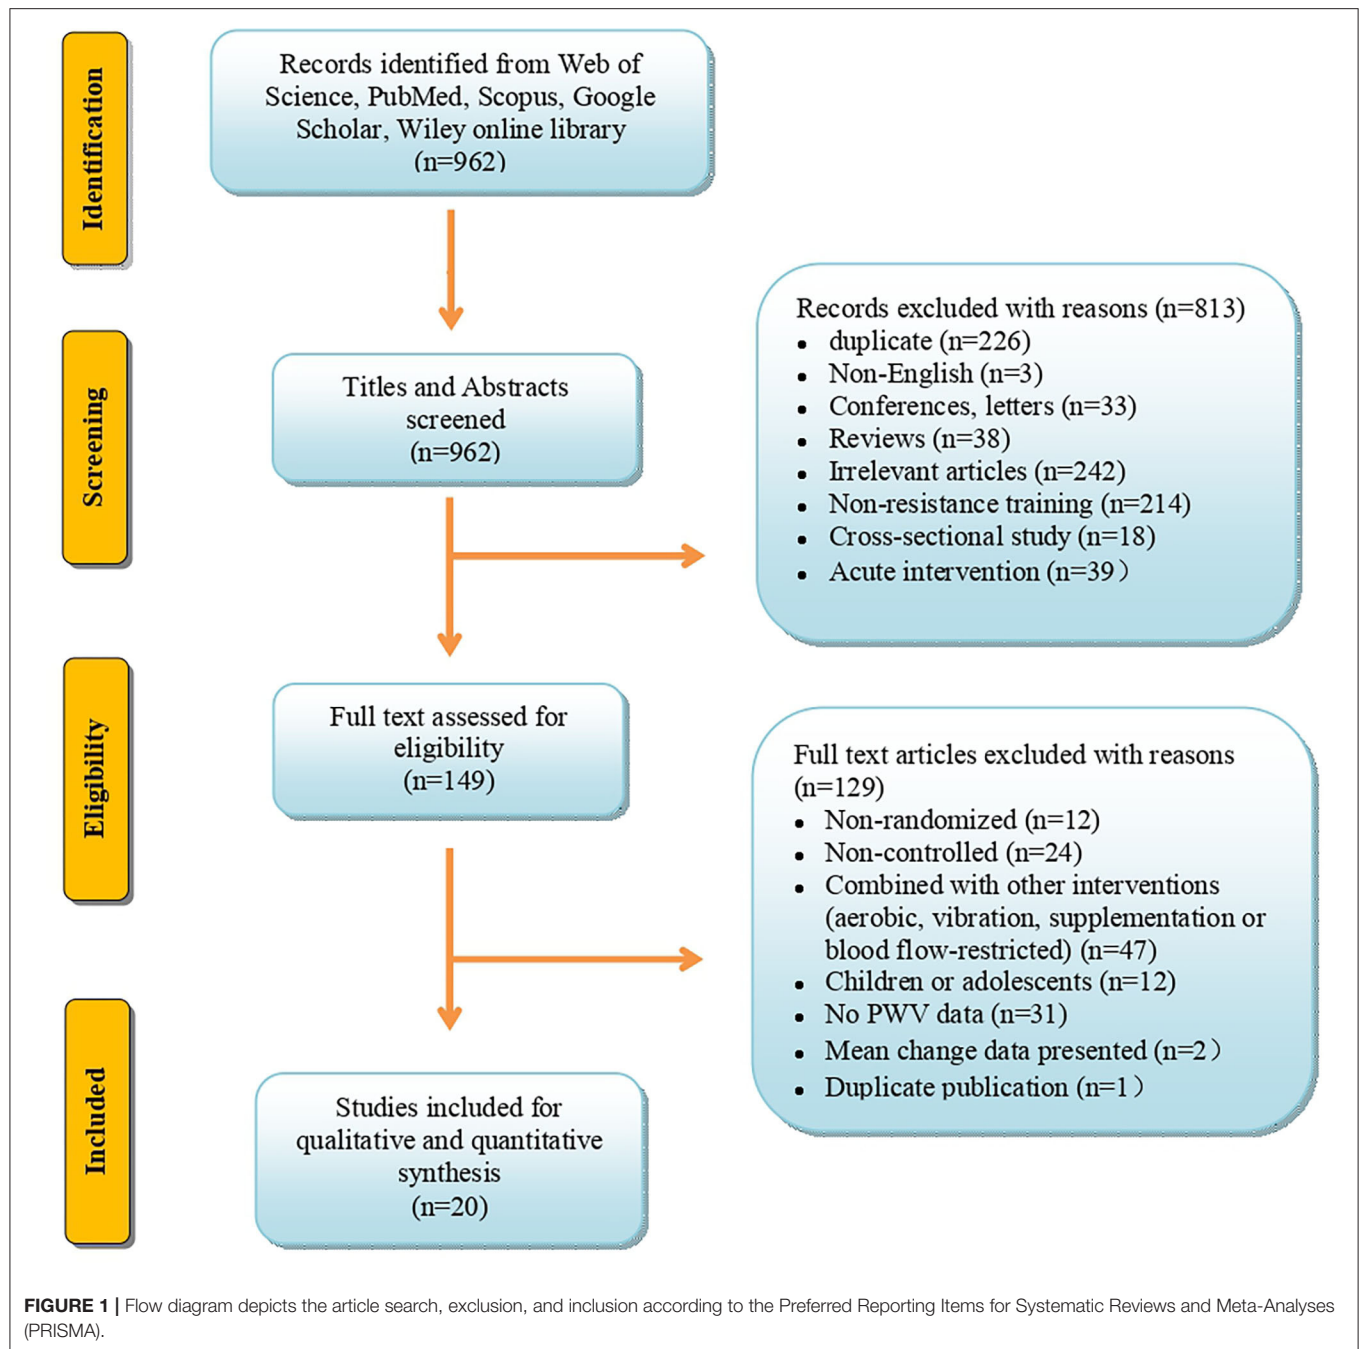 Identification
Records identified from Web of
Science, PubMed, Scopus, Google
Scholar, Wiley online library
(n=962)
Screening
Titles and Abstracts
screened
(n=962)
Records excluded with reasons (n=813)
• duplicate (n=226)
• Non-English (n=3)
• Conferences, letters (n=33)
• Reviews (n=38)
• Irrelevant articles (n=242)
• Non-resistance training (n=214)
• Cross-sectional study (n=18)
• Acute intervention (n=39）
Eligibility
Full text assessed for
eligibility
(n=149)
Full text articles excluded with reasons
(n=129)
• Non-randomized (n=12)
• Non-controlled (n=24)
• Combined with other interventions
(aerobic, vibration, supplementation or
blood flow-restricted) (n=47)
• Children or adolescents (n=12)
• No PWV data (n=31)
• Mean change data presented (n=2）
• Duplicate publication (n=1）
Included
Studies included for
qualitative and quantitative
synthesis
(n=20)
FIGURE 1 | Flow diagram depicts the article search, exclusion, and inclusion according to the Preferred Reporting Items for Systematic Reviews and Meta-Analyses
(PRISMA).